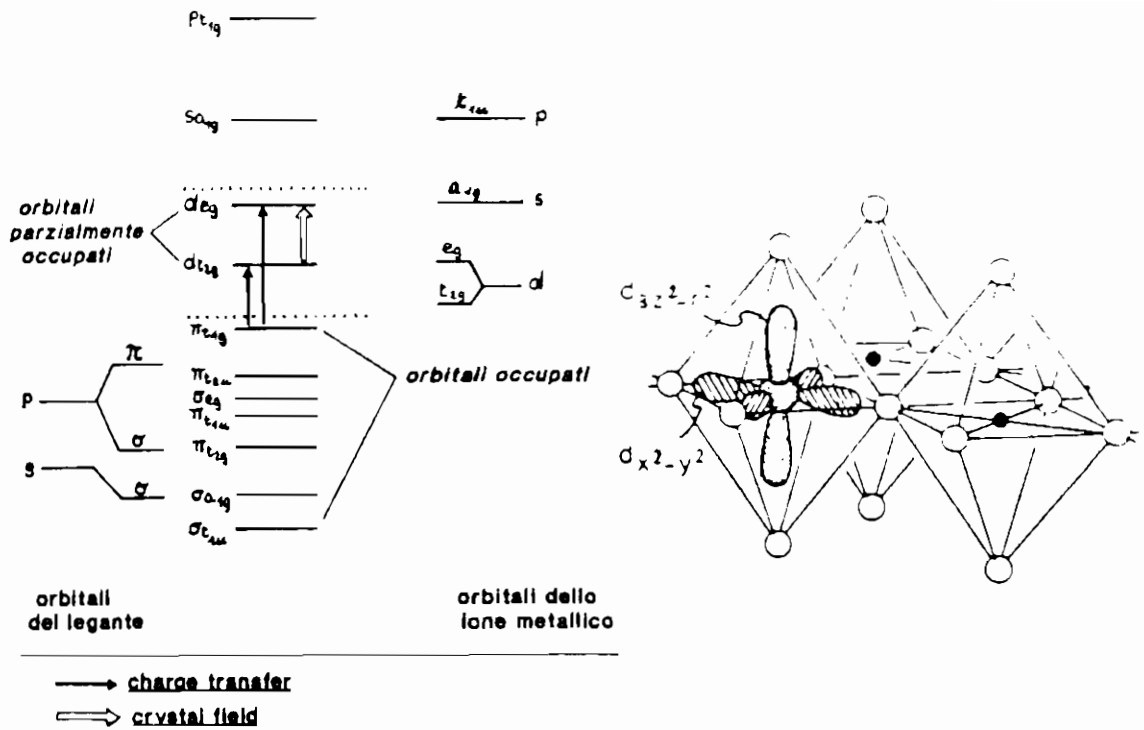 pt₁g
sa₁g
t₁u p
a₁g s
orbitali
parzialmente
occupati
deg
dt₂g
eg
t₂g
d
d3z²-r²
πt₁g
π
πt₂u
σeg
πt₁u
orbitali occupati
p
σ
πt₂g
s
σ
σa₁g
σt₁u
dx²-y²
orbitali
del legante
orbitali dello
ione metallico
charge transfer
crystal field